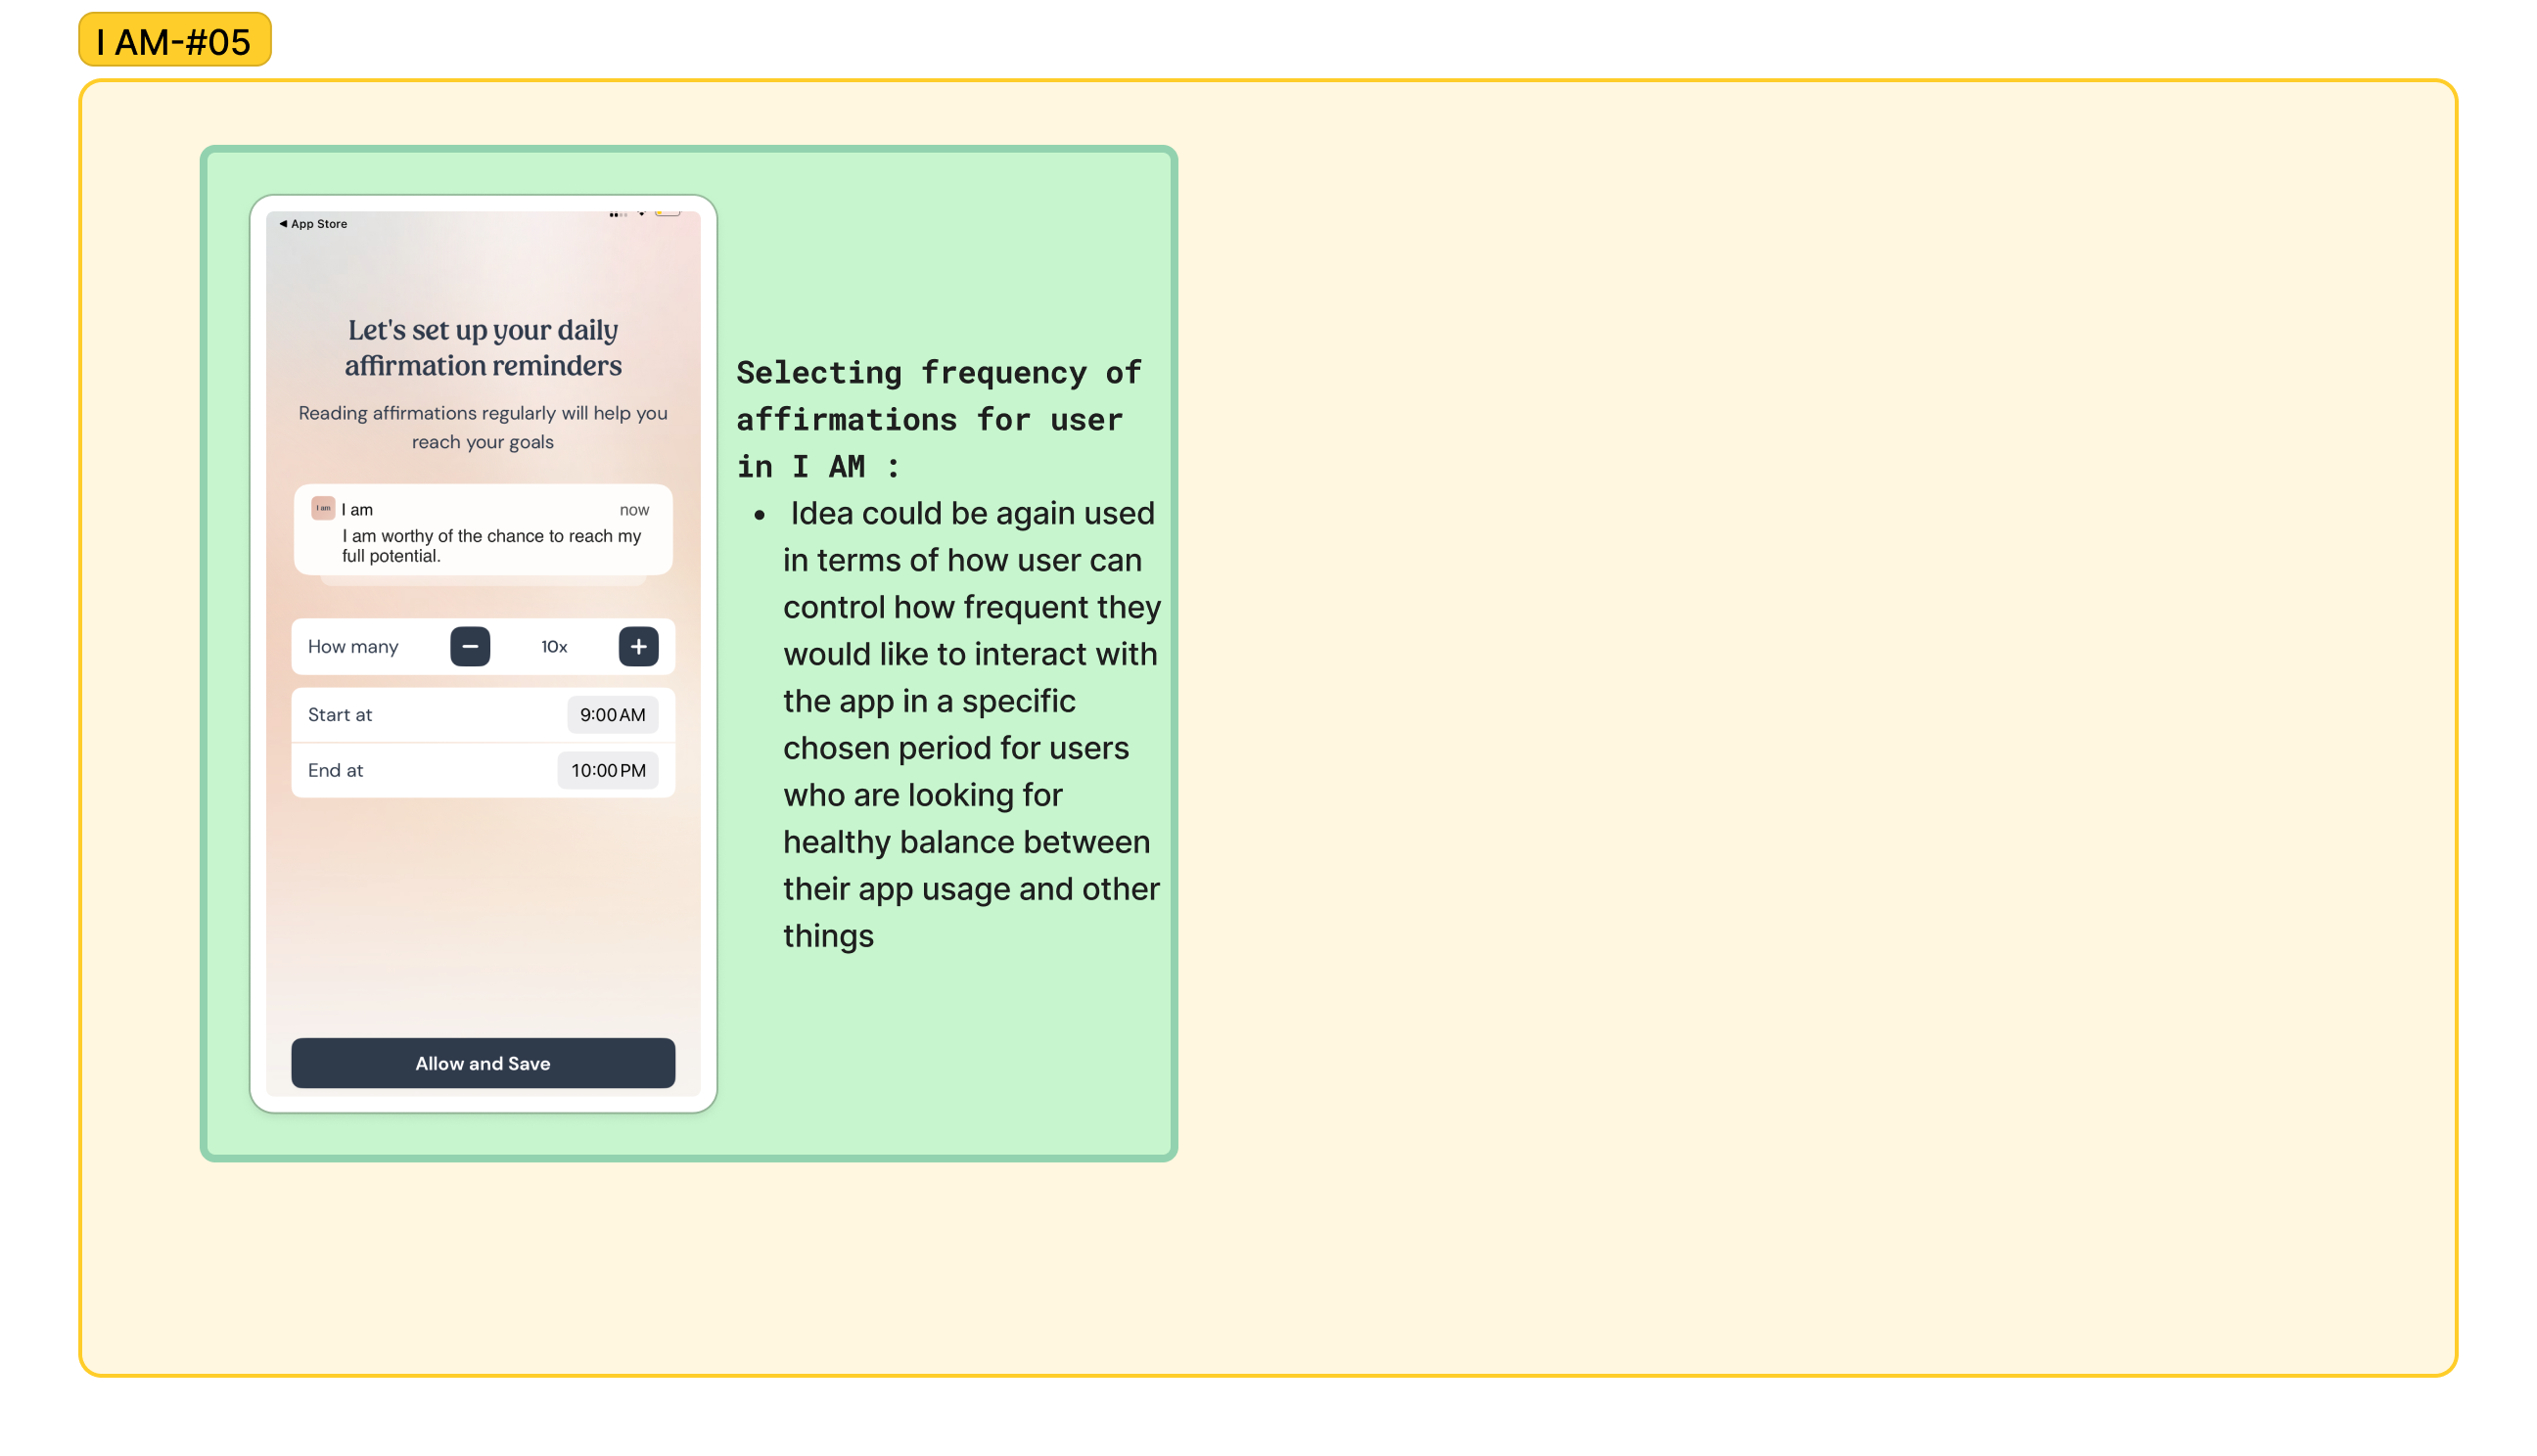 I AM-#05
App Store
Let's set up your daily
affirmation reminders
Reading affirmations regularly will help you
reach your goals
I am
I am
now
I am worthy of the chance to reach my
full potential.
How many
−
10x
+
Start at
9:00 AM
End at
10:00 PM
Allow and Save
Selecting frequency of
affirmations for user
in I AM :
• Idea could be again used
in terms of how user can
control how frequent they
would like to interact with
the app in a specific
chosen period for users
who are looking for
healthy balance between
their app usage and other
things